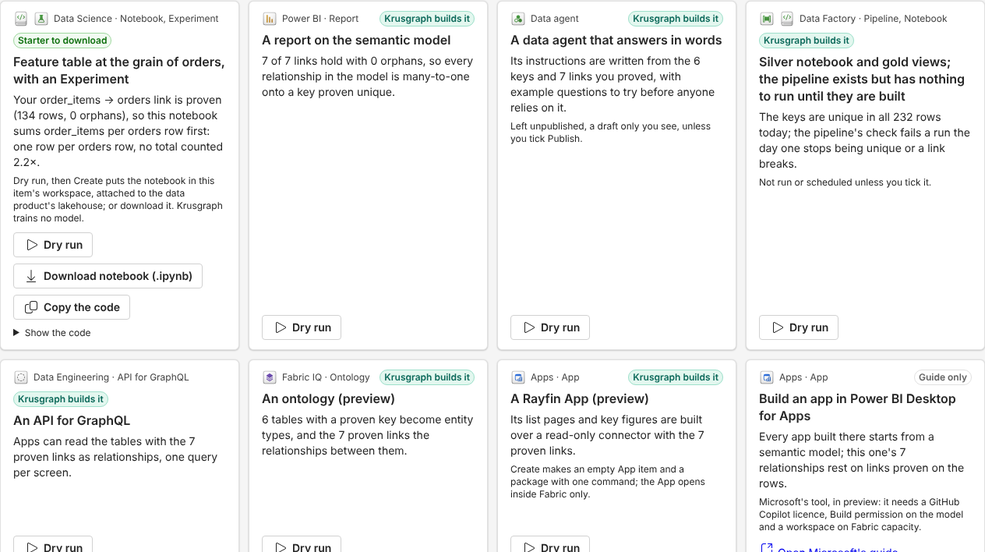 Data Science · Notebook, Experiment
Starter to download
Feature table at the grain of orders,
with an Experiment
Your order_items → orders link is proven
(134 rows, 0 orphans), so this notebook
sums order_items per orders row first:
one row per orders row, no total counted
2.2×.
Dry run, then Create puts the notebook in this
item's workspace, attached to the data
product's lakehouse; or download it. Krusgraph
trains no model.
Dry run
Download notebook (.ipynb)
Copy the code
Show the code
Power BI · Report
Krusgraph builds it
A report on the semantic model
7 of 7 links hold with 0 orphans, so every
relationship in the model is many-to-one
onto a key proven unique.
Dry run
Data agent
Krusgraph builds it
A data agent that answers in words
Its instructions are written from the 6
keys and 7 links you proved, with
example questions to try before anyone
relies on it.
Left unpublished, a draft only you see, unless
you tick Publish.
Dry run
Data Factory · Pipeline, Notebook
Krusgraph builds it
Silver notebook and gold views;
the pipeline exists but has nothing
to run until they are built
The keys are unique in all 232 rows
today; the pipeline's check fails a run the
day one stops being unique or a link
breaks.
Not run or scheduled unless you tick it.
Dry run
Data Engineering · API for GraphQL
Krusgraph builds it
An API for GraphQL
Apps can read the tables with the 7
proven links as relationships, one query
per screen.
Dry run
Fabric IQ · Ontology
Krusgraph builds it
An ontology (preview)
6 tables with a proven key become entity
types, and the 7 proven links the
relationships between them.
Dry run
Apps · App
Krusgraph builds it
A Rayfin App (preview)
Its list pages and key figures are built
over a read-only connector with the 7
proven links.
Create makes an empty App item and a
package with one command; the App opens
inside Fabric only.
Dry run
Apps · App
Guide only
Build an app in Power BI Desktop
for Apps
Every app built there starts from a
semantic model; this one's 7
relationships rest on links proven on the
rows.
Microsoft's tool, in preview: it needs a GitHub
Copilot licence, Build permission on the model
and a workspace on Fabric capacity.
Open Microsoft's guide